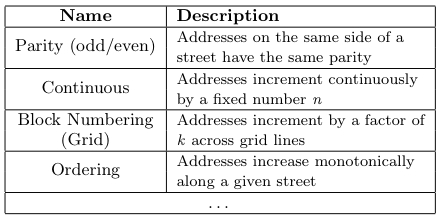 Name Description
Parity (odd/even) Addresses on the same side of a
street have the same parity
Continuous Addresses increment continuously
by a fixed number n
Block Numbering
(Grid) Addresses increment by a factor of
k across grid lines
Ordering Addresses increase monotonically
along a given street
...